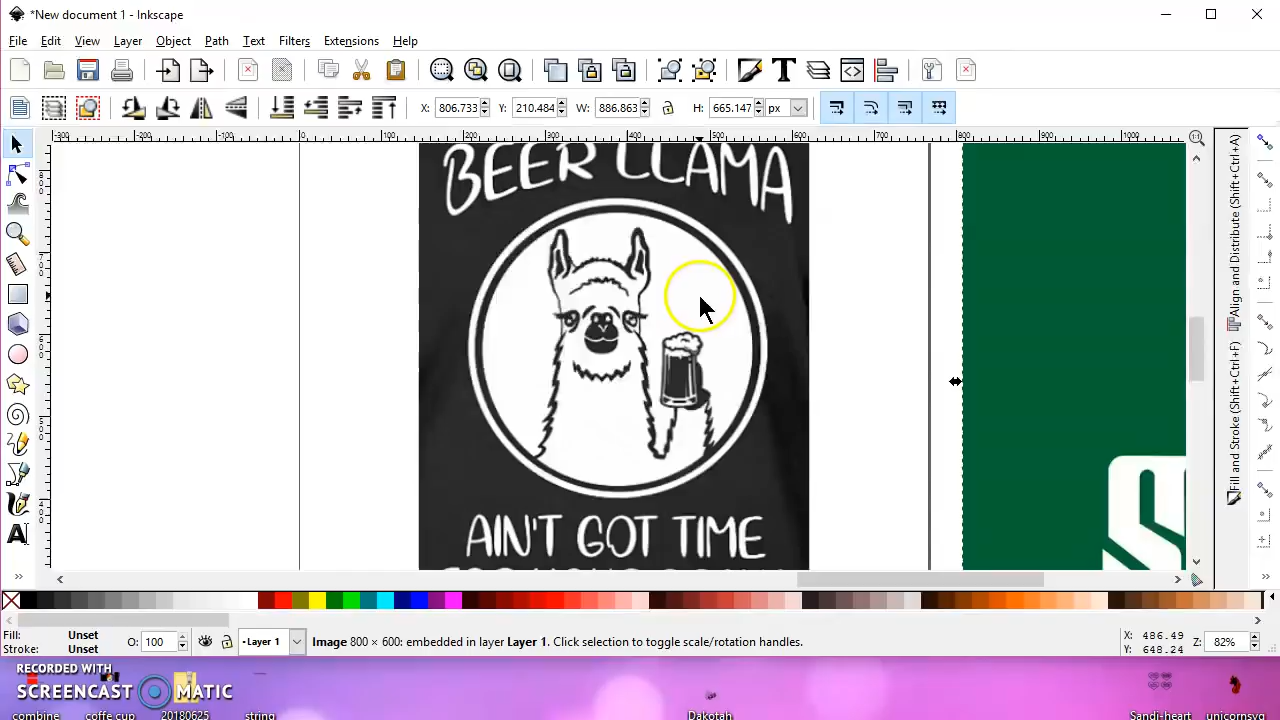 *New document 1 - Inkscape
File Edit View Layer Object Path Text Filters Extensions Help
X: 806.733 Y: 210.484 W: 886.863 H: 665.147 px
BEER LLAMA
AIN'T GOT TIME
S
Align and Distribute (Shift+Ctrl+A)
Fill and Stroke (Shift+Ctrl+F)
Fill: Unset
Stroke: Unset
O: 100
Layer 1
Image 800 × 600: embedded in layer Layer 1. Click selection to toggle scale/rotation handles.
X: 486.49
Y: 648.24
Z: 82%
RECORDED WITH
SCREENCAST MATIC
combine coffe cup 20180625 string Dakotah Sandi-heart unicornsvg